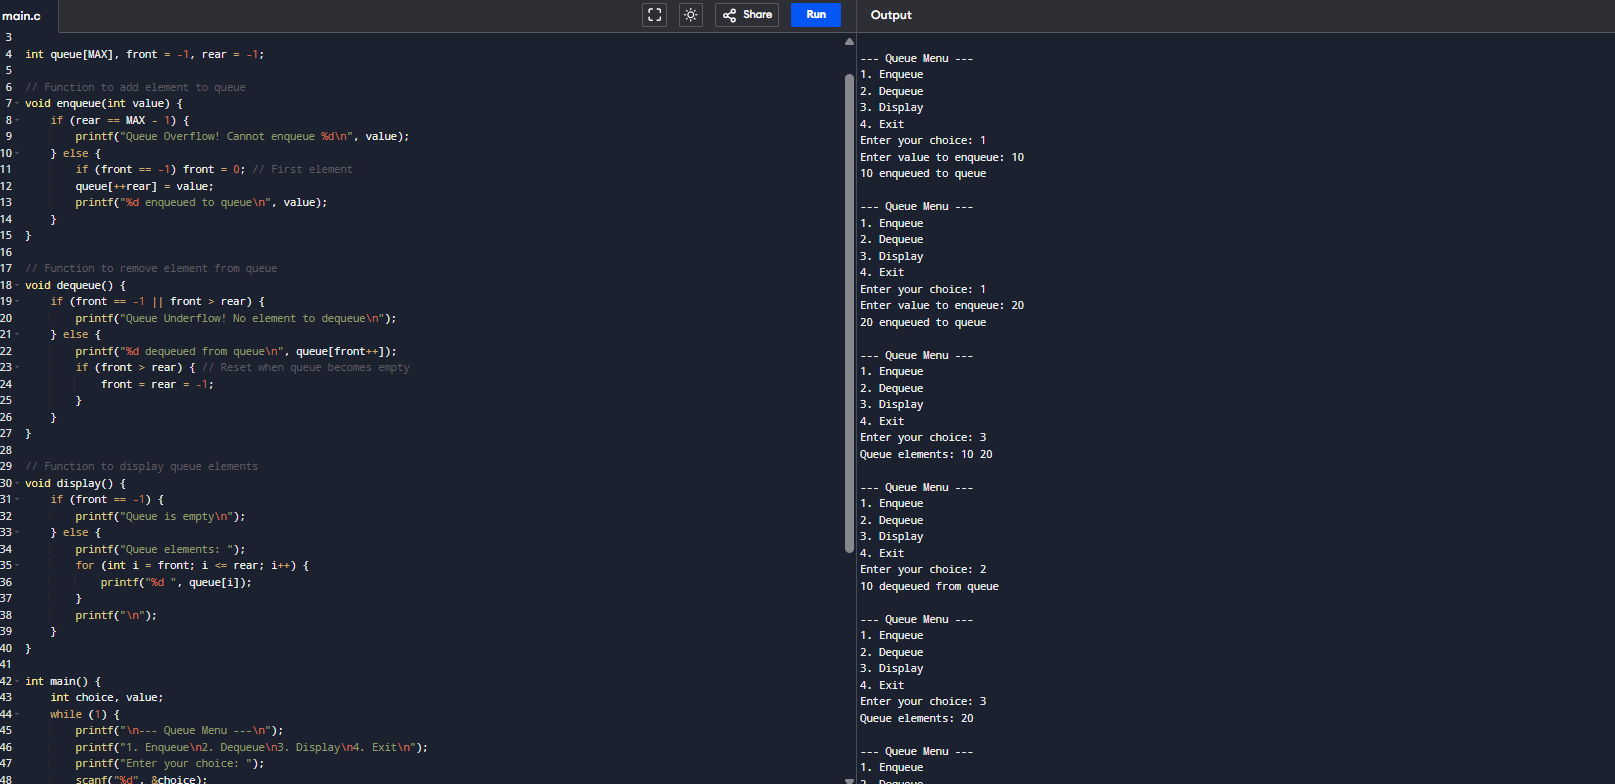 main.c
Share
Run
Output
3
4 int queue[MAX], front = -1, rear = -1;
5
6 // Function to add element to queue
7 void enqueue(int value) {
8     if (rear == MAX - 1) {
9         printf("Queue Overflow! Cannot enqueue %d\n", value);
10     } else {
11         if (front == -1) front = 0; // First element
12         queue[++rear] = value;
13         printf("%d enqueued to queue\n", value);
14     }
15 }
16
17 // Function to remove element from queue
18 void dequeue() {
19     if (front == -1 || front > rear) {
20         printf("Queue Underflow! No element to dequeue\n");
21     } else {
22         printf("%d dequeued from queue\n", queue[front++]);
23         if (front > rear) { // Reset when queue becomes empty
24             front = rear = -1;
25         }
26     }
27 }
28
29 // Function to display queue elements
30 void display() {
31     if (front == -1) {
32         printf("Queue is empty\n");
33     } else {
34         printf("Queue elements: ");
35         for (int i = front; i <= rear; i++) {
36             printf("%d ", queue[i]);
37         }
38         printf("\n");
39     }
40 }
41
42 int main() {
43     int choice, value;
44     while (1) {
45         printf("\n--- Queue Menu ---\n");
46         printf("1. Enqueue\n2. Dequeue\n3. Display\n4. Exit\n");
47         printf("Enter your choice: ");
48         scanf("%d", &choice);
--- Queue Menu ---
1. Enqueue
2. Dequeue
3. Display
4. Exit
Enter your choice: 1
Enter value to enqueue: 10
10 enqueued to queue
--- Queue Menu ---
1. Enqueue
2. Dequeue
3. Display
4. Exit
Enter your choice: 1
Enter value to enqueue: 20
20 enqueued to queue
--- Queue Menu ---
1. Enqueue
2. Dequeue
3. Display
4. Exit
Enter your choice: 3
Queue elements: 10 20
--- Queue Menu ---
1. Enqueue
2. Dequeue
3. Display
4. Exit
Enter your choice: 2
10 dequeued from queue
--- Queue Menu ---
1. Enqueue
2. Dequeue
3. Display
4. Exit
Enter your choice: 3
Queue elements: 20
--- Queue Menu ---
1. Enqueue
2. Dequeue